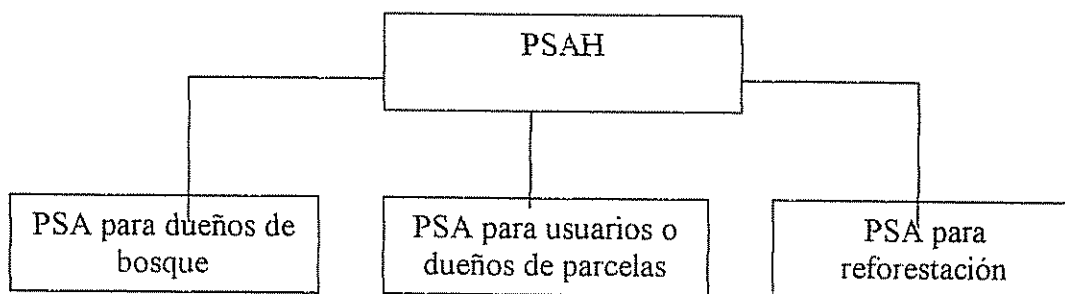 PSAH
PSA para dueños de
bosque
PSA para usuarios o
dueños de parcelas
PSA para
reforestación